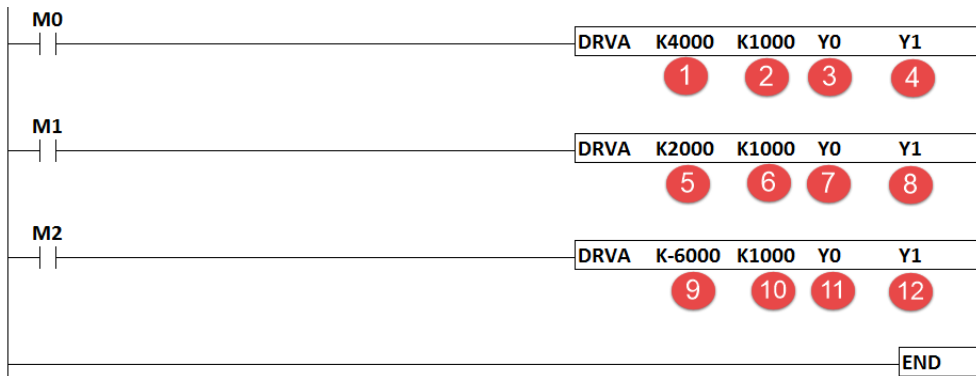 M0
DRVA K4000 K1000 Y0 Y1
1 2 3 4
M1
DRVA K2000 K1000 Y0 Y1
5 6 7 8
M2
DRVA K-6000 K1000 Y0 Y1
9 10 11 12
END